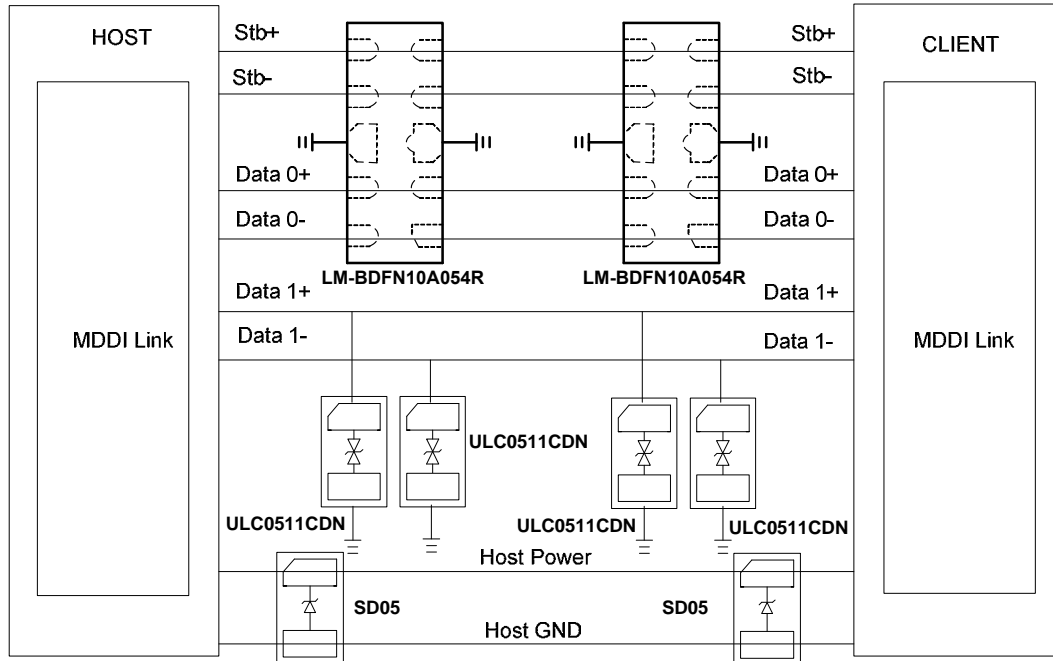 HOST
Stb+
Stb+
CLIENT
Stb-
Stb-
Data 0+
Data 0+
Data 0-
Data 0-
LM-BDFN10A054R
LM-BDFN10A054R
Data 1+
Data 1+
MDDI Link
Data 1-
Data 1-
MDDI Link
ULC0511CDN
ULC0511CDN
ULC0511CDN
ULC0511CDN
Host Power
SD05
SD05
Host GND